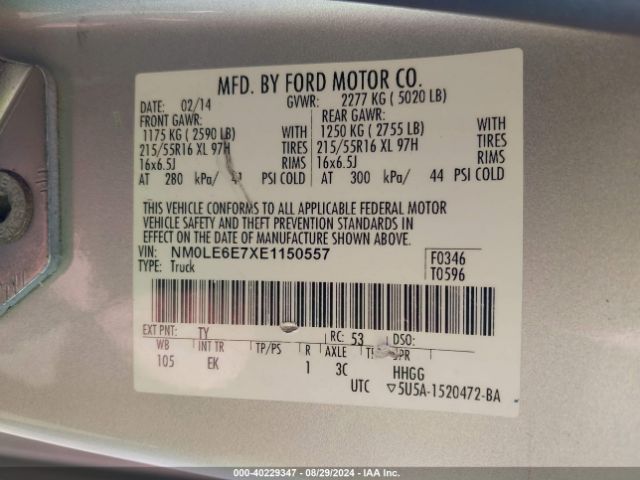 MFD. BY FORD MOTOR CO.
DATE: 02/14 GVWR: 2277 KG ( 5020 LB)
FRONT GAWR: REAR GAWR:
1175 KG ( 2590 LB) WITH 1250 KG ( 2755 LB) WITH
215/55R16 XL 97H TIRES 215/55R16 XL 97H TIRES
16x6.5J RIMS 16x6.5J RIMS
AT 280 kPa/ 41 PSI COLD AT 300 kPa/ 44 PSI COLD
THIS VEHICLE CONFORMS TO ALL APPLICABLE FEDERAL MOTOR
VEHICLE SAFETY AND THEFT PREVENTION STANDARDS IN
EFFECT ON THE DATE OF MANUFACTURE SHOWN ABOVE.
VIN: NM0LE6E7XE1150557 F0346
TYPE: Truck T0596
EXT PNT: TY RC: 53 DSO:
WB INT TR TP/PS R AXLE SPR
105 EK 1 3C HHGG
UTC ▽5U5A-1520472-BA
000-40229347 - 08/29/2024 - IAA Inc.